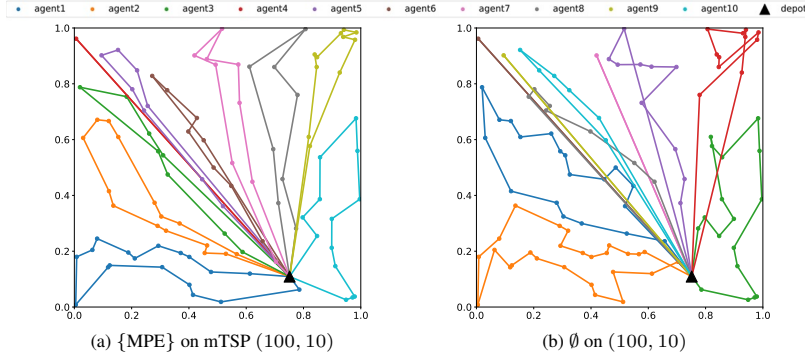 agent1 agent2 agent3 agent4 agent5 agent6 agent7 agent8 agent9 agent10 depot
1.0
0.8
0.6
0.4
0.2
0.0
0.0 0.2 0.4 0.6 0.8 1.0
(a) {MPE} on mTSP (100, 10)
1.0
0.8
0.6
0.4
0.2
0.0
0.0 0.2 0.4 0.6 0.8 1.0
(b) ∅ on (100, 10)